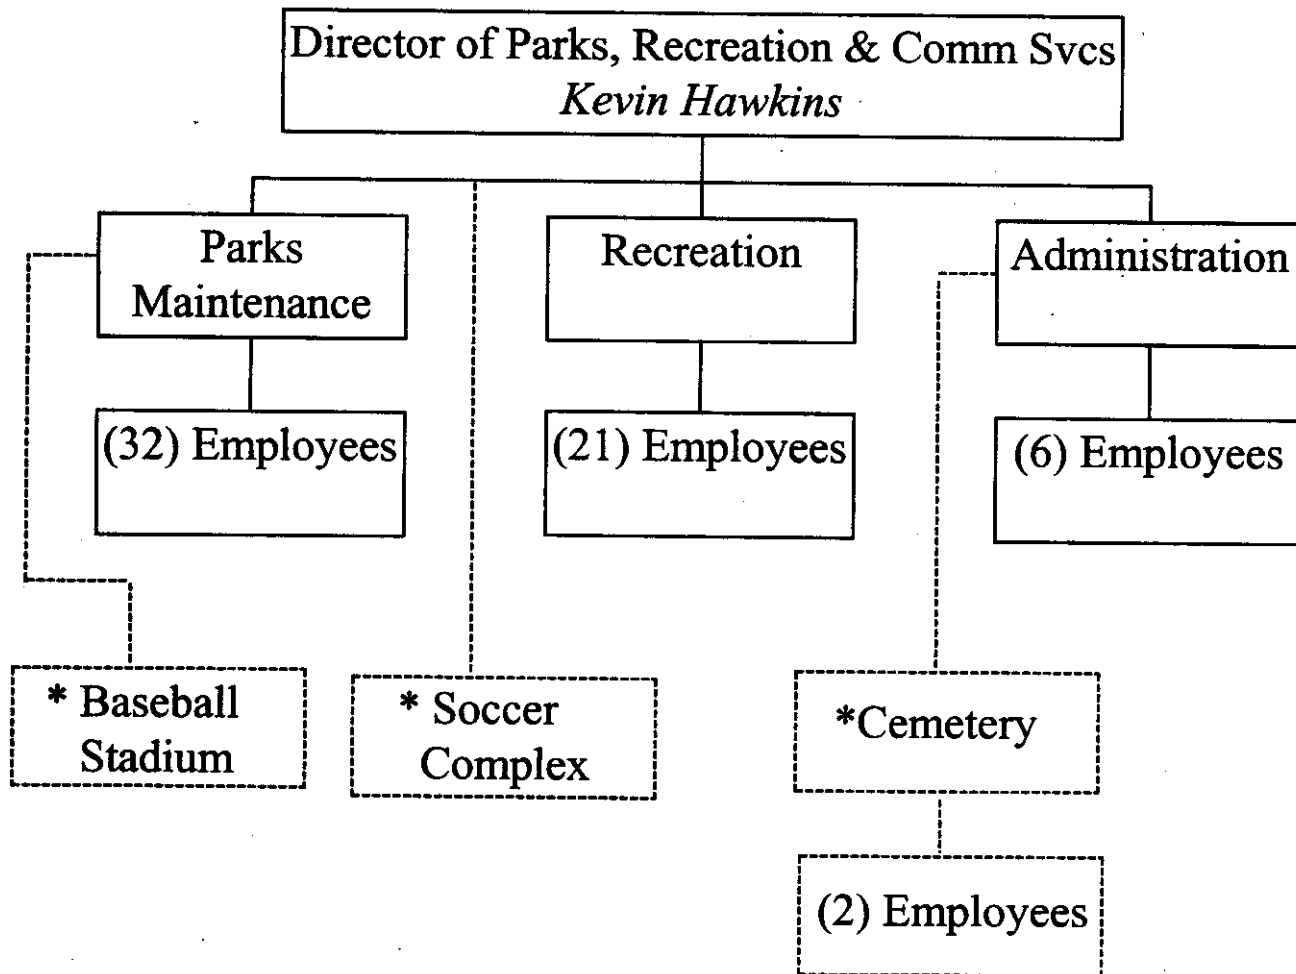 Director of Parks, Recreation & Comm Svcs
Kevin Hawkins
Parks
Maintenance
Recreation
Administration
(32) Employees
(21) Employees
(6) Employees
* Baseball
Stadium
* Soccer
Complex
*Cemetery
(2) Employees